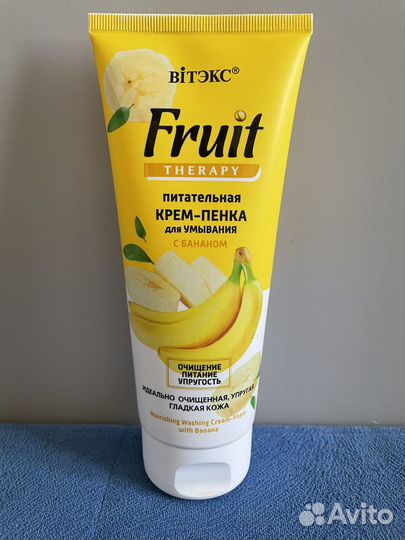 ВІТЭКС®
Fruit
THERAPY
питательная
КРЕМ-ПЕНКА
для УМЫВАНИЯ
С БАНАНОМ
ОЧИЩЕНИЕ
ПИТАНИЕ
УПРУГОСТЬ
ИДЕАЛЬНО ОЧИЩЕННАЯ, УПРУГАЯ
ГЛАДКАЯ КОЖА
Nourishing Washing Cream-Foam
with Banana
Avito